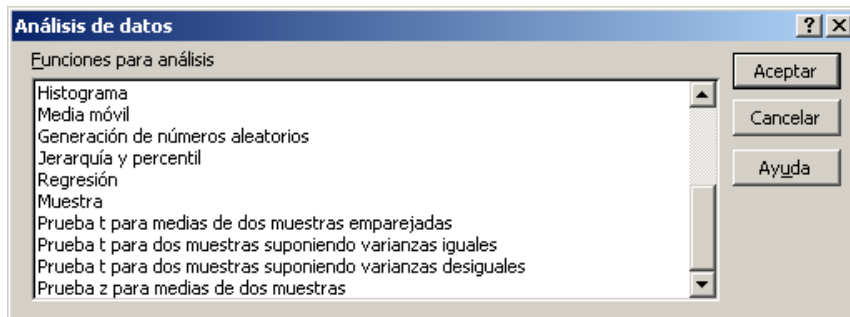 Análisis de datos
Funciones para análisis
Histograma
Media móvil
Generación de números aleatorios
Jerarquía y percentil
Regresión
Muestra
Prueba t para medias de dos muestras emparejadas
Prueba t para dos muestras suponiendo varianzas iguales
Prueba t para dos muestras suponiendo varianzas desiguales
Prueba z para medias de dos muestras
Aceptar
Cancelar
Ayuda